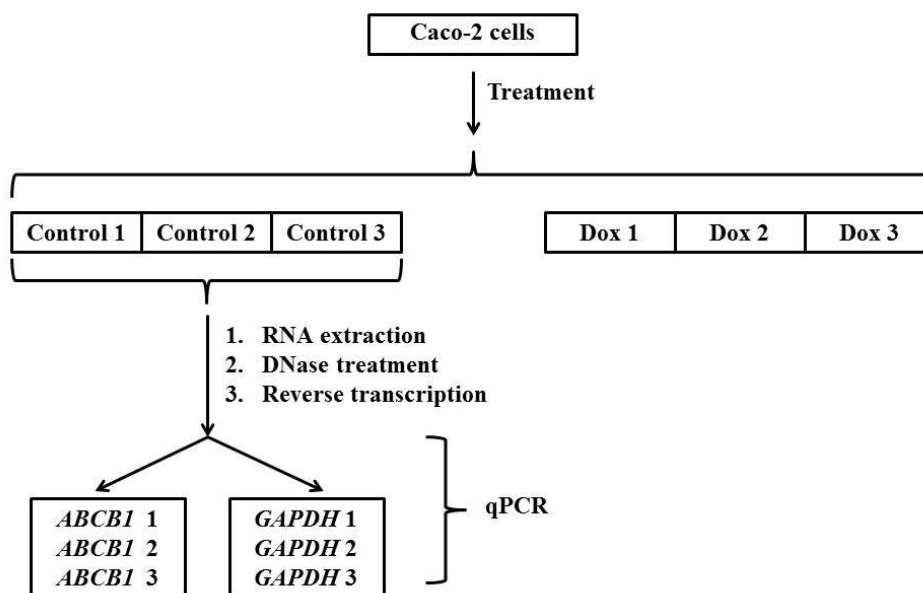 Caco-2 cells
Treatment
Control 1 Control 2 Control 3 Dox 1 Dox 2 Dox 3
1. RNA extraction
2. DNase treatment
3. Reverse transcription
ABCB1 1 GAPDH 1
ABCB1 2 GAPDH 2
ABCB1 3 GAPDH 3
qPCR